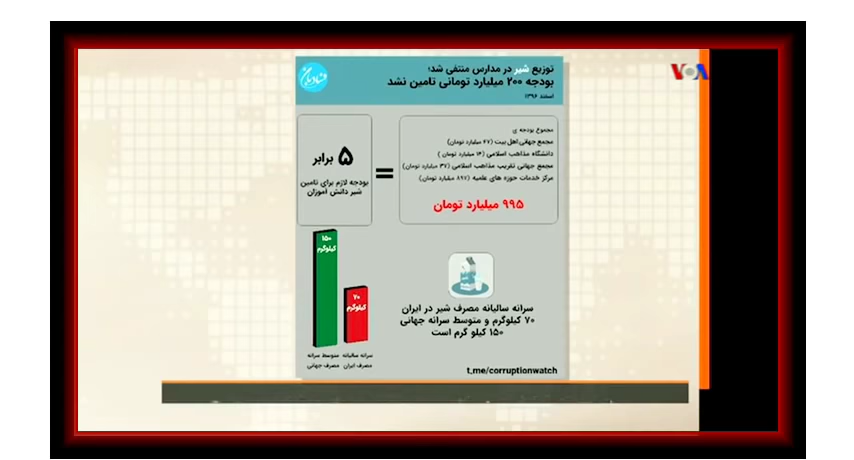 VOA
توزیع شیر در مدارس منتفی شد؛
بودجه ۲۰۰ میلیارد تومانی تامین نشد
اسفند ۱۳۹۶
فسادبان
مجموع بودجه ی
مجمع جهانی اهل بیت (۴۷ میلیارد تومان)
دانشگاه مذاهب اسلامی (۱۴ میلیارد تومان )
مجمع جهانی تقریب مذاهب اسلامی (۳۷ میلیارد تومان)
مرکز خدمات حوزه های علمیه (۸۹۷ میلیارد تومان)
۹۹۵ میلیارد تومان
=
۵ برابر
بودجه لازم برای تامین
شیر دانش آموزان
۱۵۰
کیلوگرم
۷۰
کیلوگرم
سرانه سالیانه
مصرف ایران
متوسط سرانه
مصرف جهانی
سرانه سالیانه مصرف شیر در ایران
۷۰ کیلوگرم و متوسط سرانه جهانی
۱۵۰ کیلو گرم است
t.me/corruptionwatch